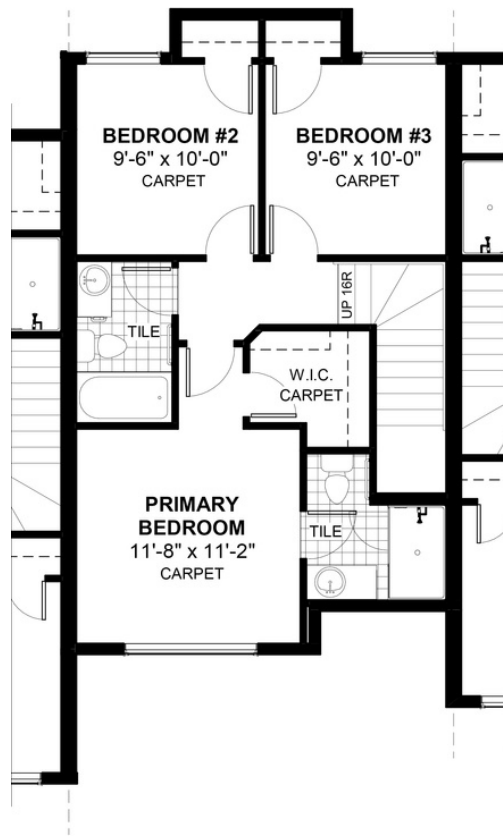 BEDROOM #2
9'-6" x 10'-0"
CARPET
BEDROOM #3
9'-6" x 10'-0"
CARPET
UP 16R
TILE
W.I.C.
CARPET
PRIMARY
BEDROOM
11'-8" x 11'-2"
CARPET
TILE